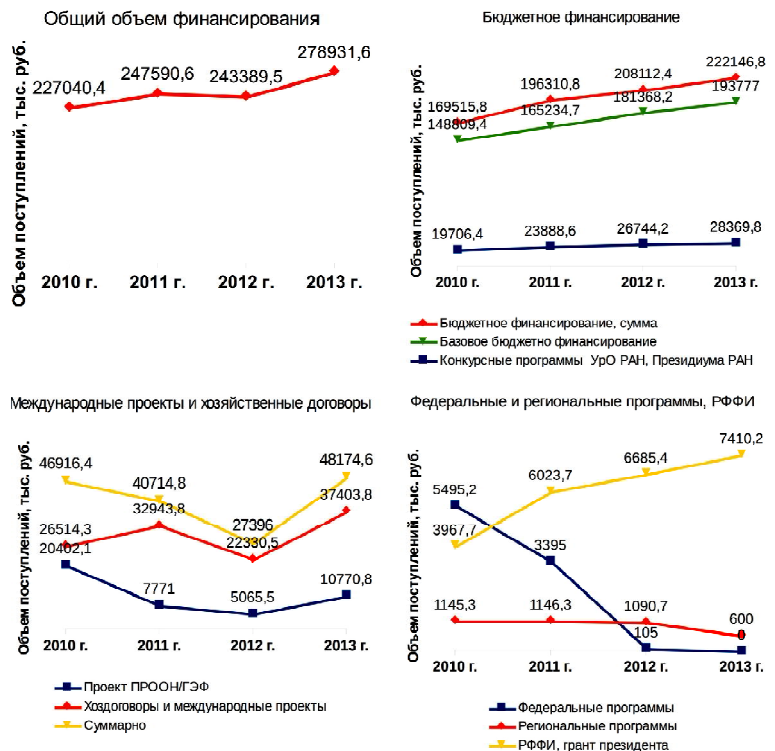 Общий объем финансирования
Объем поступлений, тыс. руб.
227040,4
247590,6
243389,5
278931,6
2010 г.
2011 г.
2012 г.
2013 г.
Бюджетное финансирование
Объем поступлений, тыс. руб.
169515,8
196310,8
208112,4
222146,8
148809,4
165234,7
181368,2
193777
19706,4
23888,6
26744,2
28369,8
2010 г.
2011 г.
2012 г.
2013 г.
Бюджетное финансирование, сумма
Базовое бюджетно финансирование
Конкурсные программы УрО РАН, Президиума РАН
Международные проекты и хозяйственные договоры
Объем поступлений, тыс. руб.
46916,4
40714,8
27396
48174,6
26514,3
32943,8
22330,5
37403,8
20402,1
7771
5065,5
10770,8
2010 г.
2011 г.
2012 г.
2013 г.
Проект ПРООН/ГЭФ
Хоздоговоры и международные проекты
Суммарно
Федеральные и региональные программы, РФФИ
Объем поступлений, тыс. руб.
5495,2
6023,7
6685,4
7410,2
3967,7
3395
1145,3
1146,3
1090,7
600
105
0
2010 г.
2011 г.
2012 г.
2013 г.
Федеральные программы
Региональные программы
РФФИ, грант президента